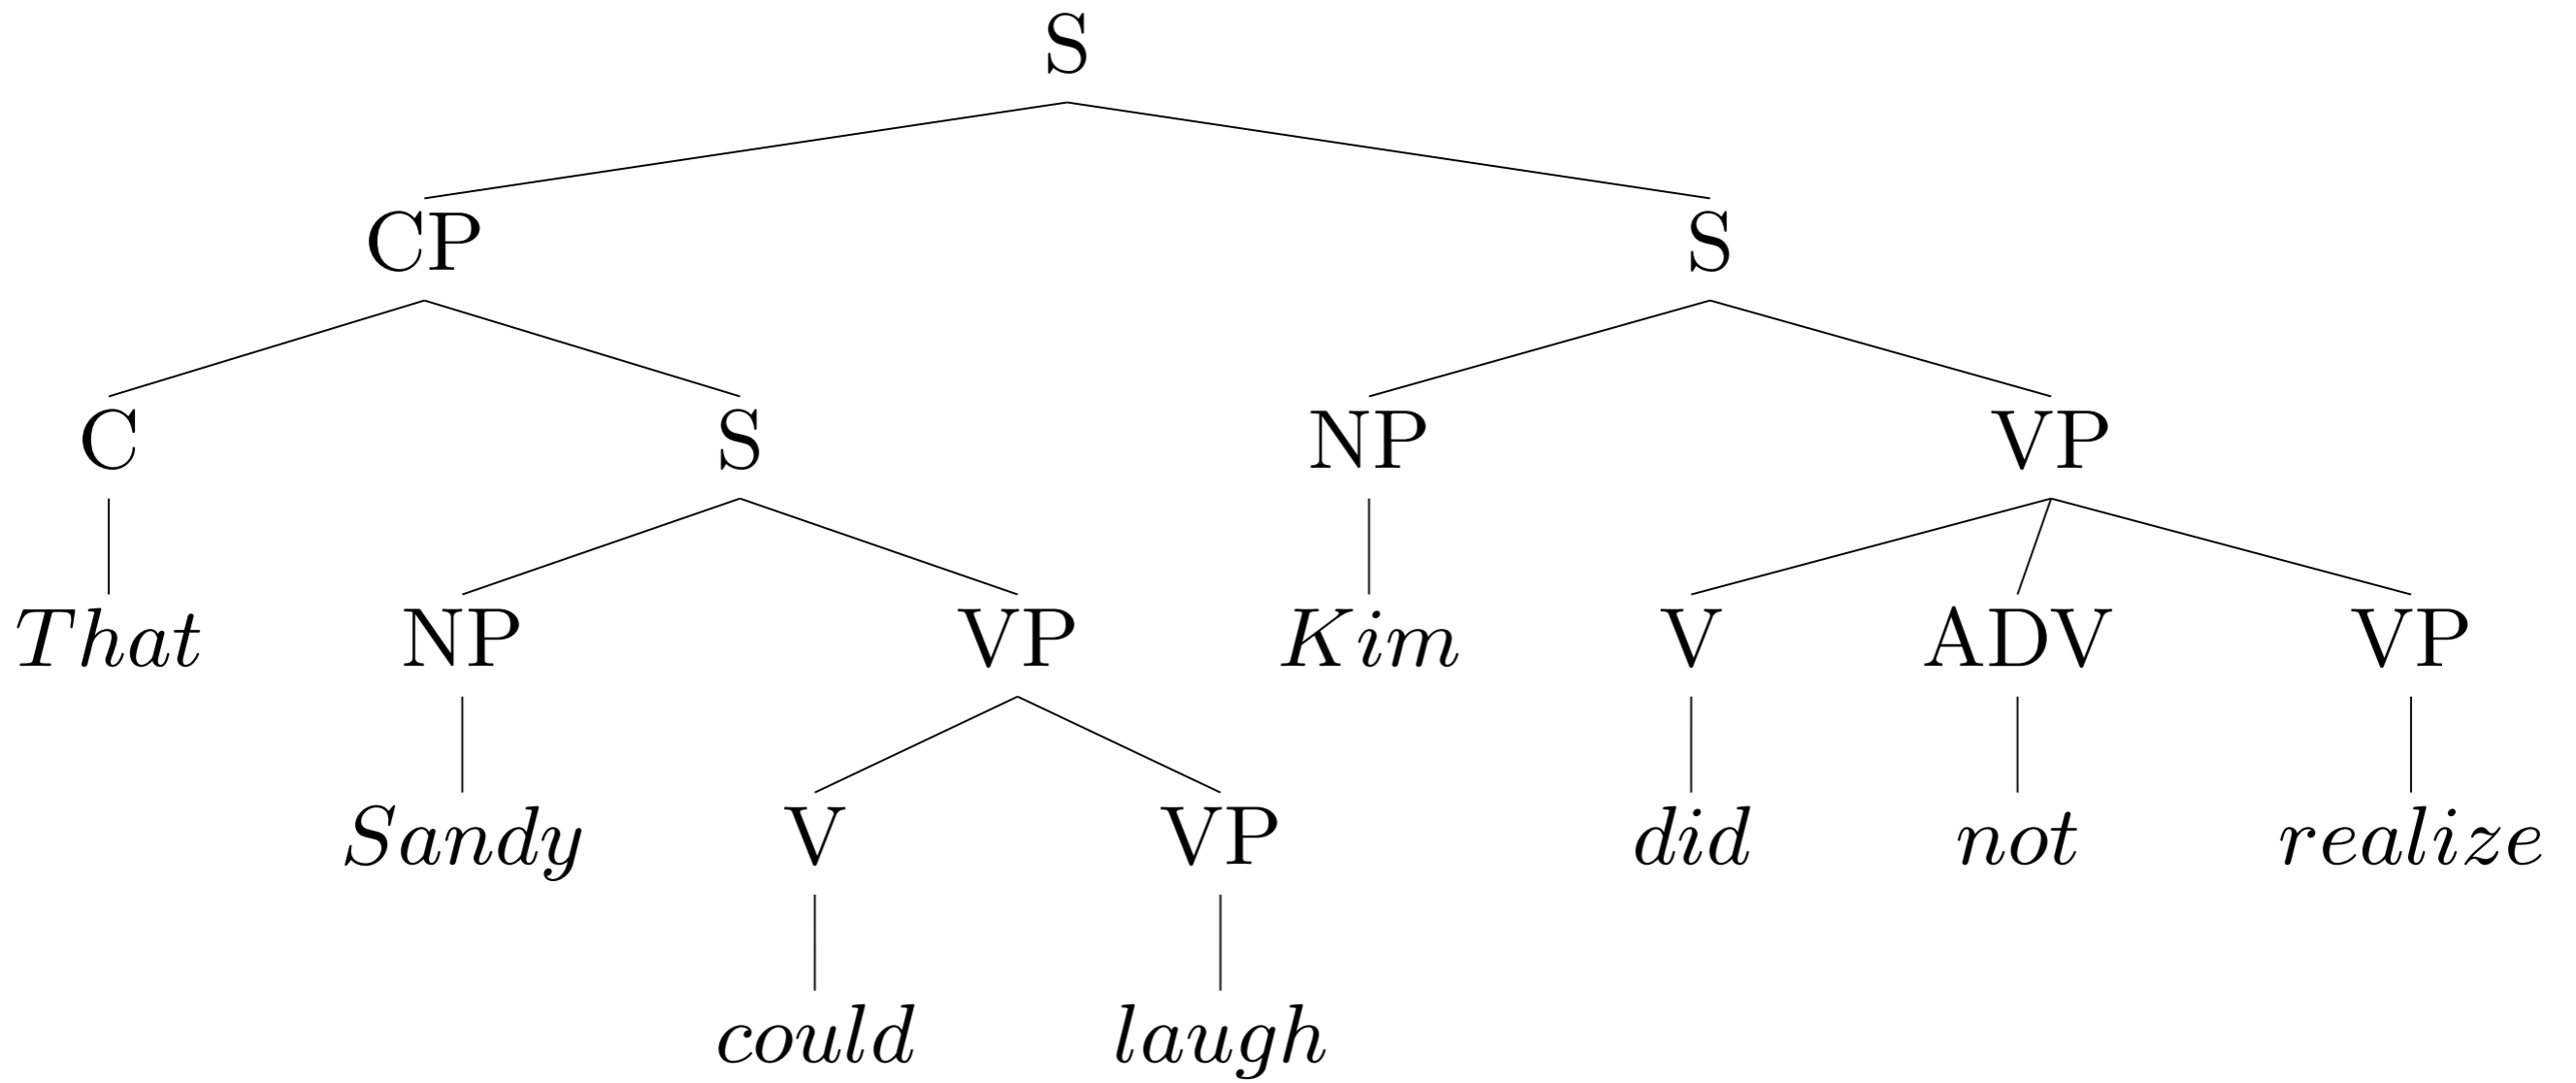 S
CP S
C S NP VP
That NP VP Kim V ADV VP
Sandy V VP did not realize
could laugh